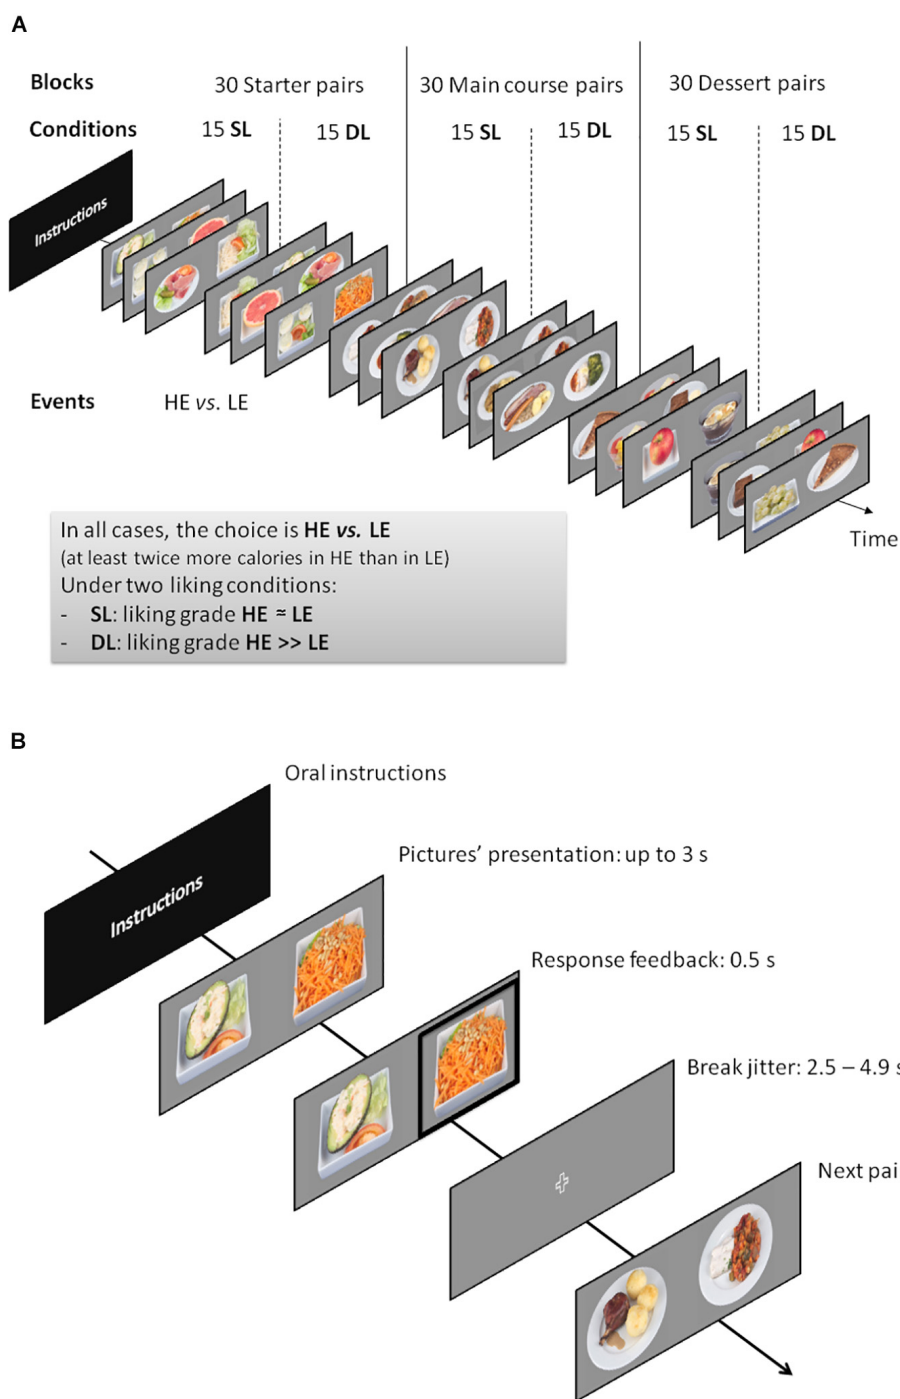 A
Blocks
30 Starter pairs
30 Main course pairs
30 Dessert pairs
Conditions
15 SL
15 DL
15 SL
15 DL
15 SL
15 DL
Instructions
Events
HE vs. LE
In all cases, the choice is HE vs. LE
(at least twice more calories in HE than in LE)
Under two liking conditions:
- SL: liking grade HE ≃ LE
- DL: liking grade HE >> LE
Time
B
Oral instructions
Instructions
Pictures’ presentation: up to 3 s
Response feedback: 0.5 s
Break jitter: 2.5 – 4.9 s
Next pai